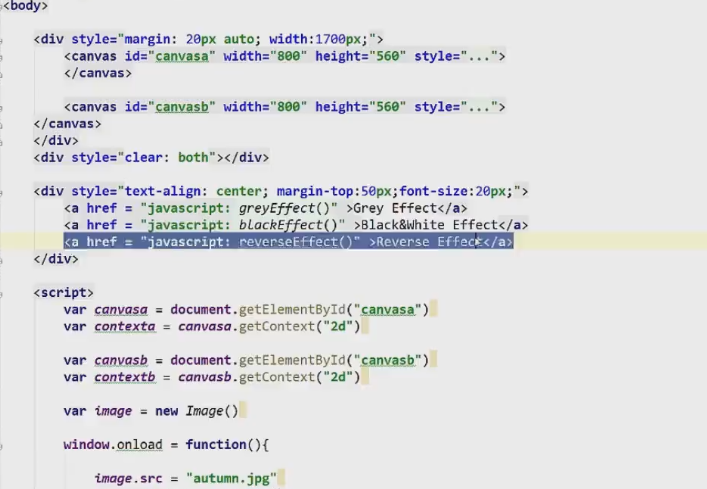 <body>
<div style="margin: 20px auto; width:1700px;">
<canvas id="canvasa" width="800" height="560" style="...">
</canvas>
<canvas id="canvasb" width="800" height="560" style="...">
</canvas>
</div>
<div style="clear: both"></div>
<div style="text-align: center; margin-top:50px;font-size:20px;">
<a href = "javascript: greyEffect()" >Grey Effect</a>
<a href = "javascript: blackEffect()" >Black&White Effect</a>
<a href = "javascript: reverseEffect()" >Reverse Effect</a>
</div>
<script>
var canvasa = document.getElementById("canvasa")
var contexta = canvasa.getContext("2d")
var canvasb = document.getElementById("canvasb")
var contextb = canvasb.getContext("2d")
var image = new Image()
window.onload = function(){
image.src = "autumn.jpg"